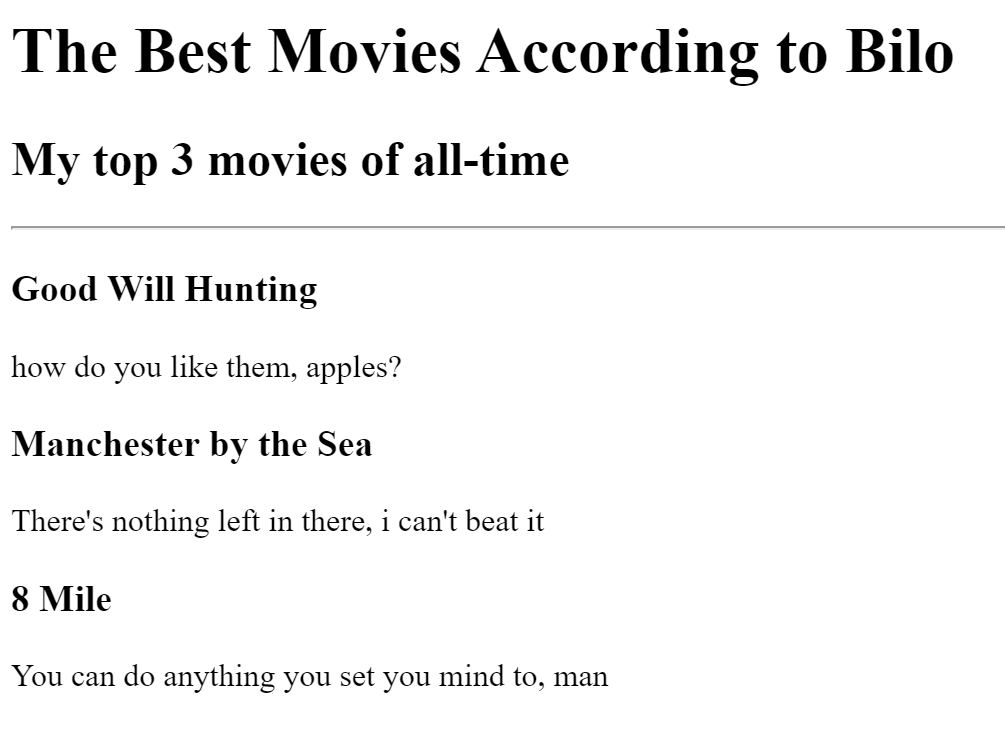 The Best Movies According to Bilo
My top 3 movies of all-time
Good Will Hunting
how do you like them, apples?
Manchester by the Sea
There's nothing left in there, i can't beat it
8 Mile
You can do anything you set you mind to, man